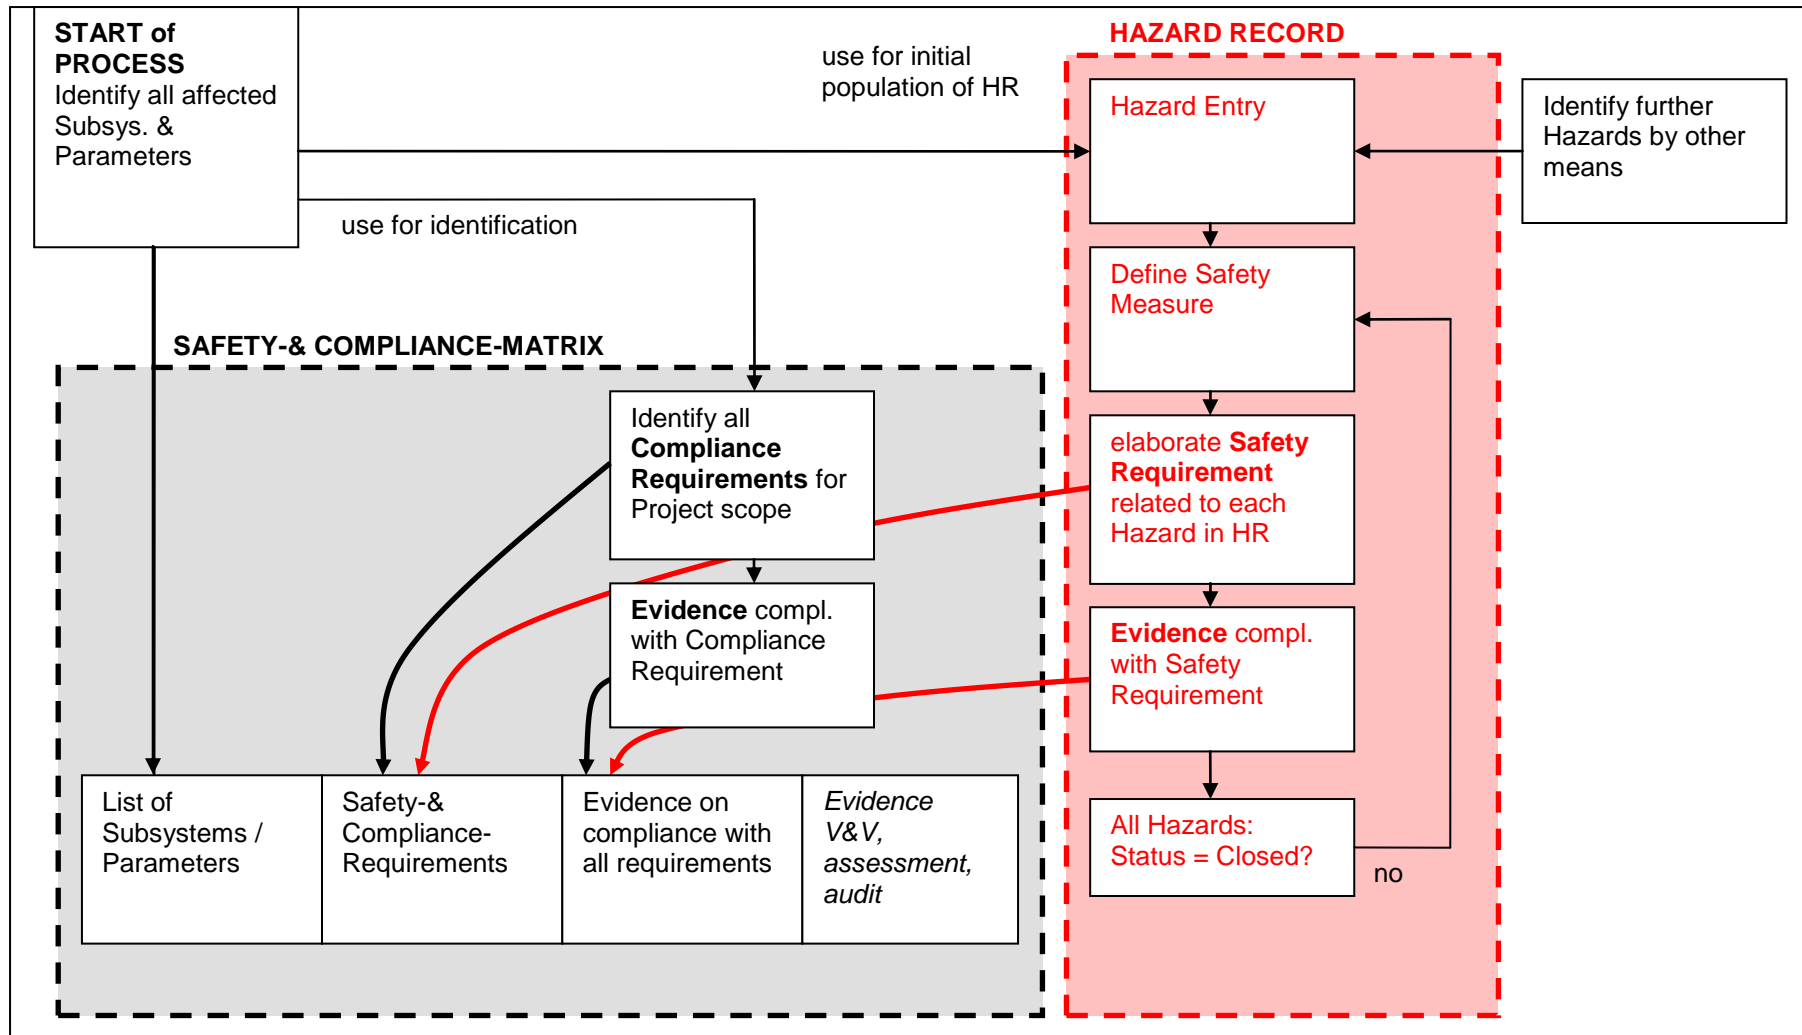 START of
PROCESS
Identify all affected
Subsys. &
Parameters
use for initial
population of HR
use for identification
HAZARD RECORD
Hazard Entry
Identify further
Hazards by other
means
Define Safety
Measure
elaborate Safety
Requirement
related to each
Hazard in HR
Evidence compl.
with Safety
Requirement
All Hazards:
Status = Closed?
no
SAFETY-& COMPLIANCE-MATRIX
Identify all
Compliance
Requirements for
Project scope
Evidence compl.
with Compliance
Requirement
List of
Subsystems /
Parameters
Safety-&
Compliance-
Requirements
Evidence on
compliance with
all requirements
Evidence
V&V,
assessment,
audit